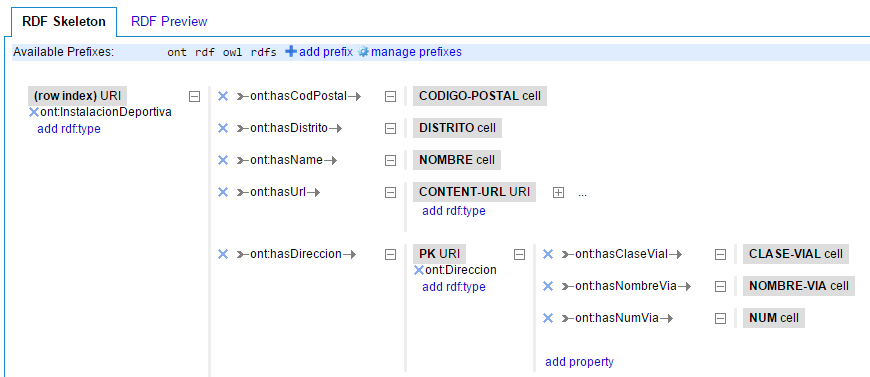 RDF Skeleton RDF Preview
Available Prefixes: ont rdf owl rdfs add prefix manage prefixes
(row index) URI ont:hasCodPostal CODIGO-POSTAL cell
ont:InstalacionDeportiva
add rdf:type ont:hasDistrito DISTRITO cell
ont:hasName NOMBRE cell
ont:hasUrl CONTENT-URL URI ...
add rdf:type
ont:hasDireccion PK URI ont:hasClaseVial CLASE-VIAL cell
ont:Direccion
add rdf:type ont:hasNombreVia NOMBRE-VIA cell
ont:hasNumVia NUM cell
add property